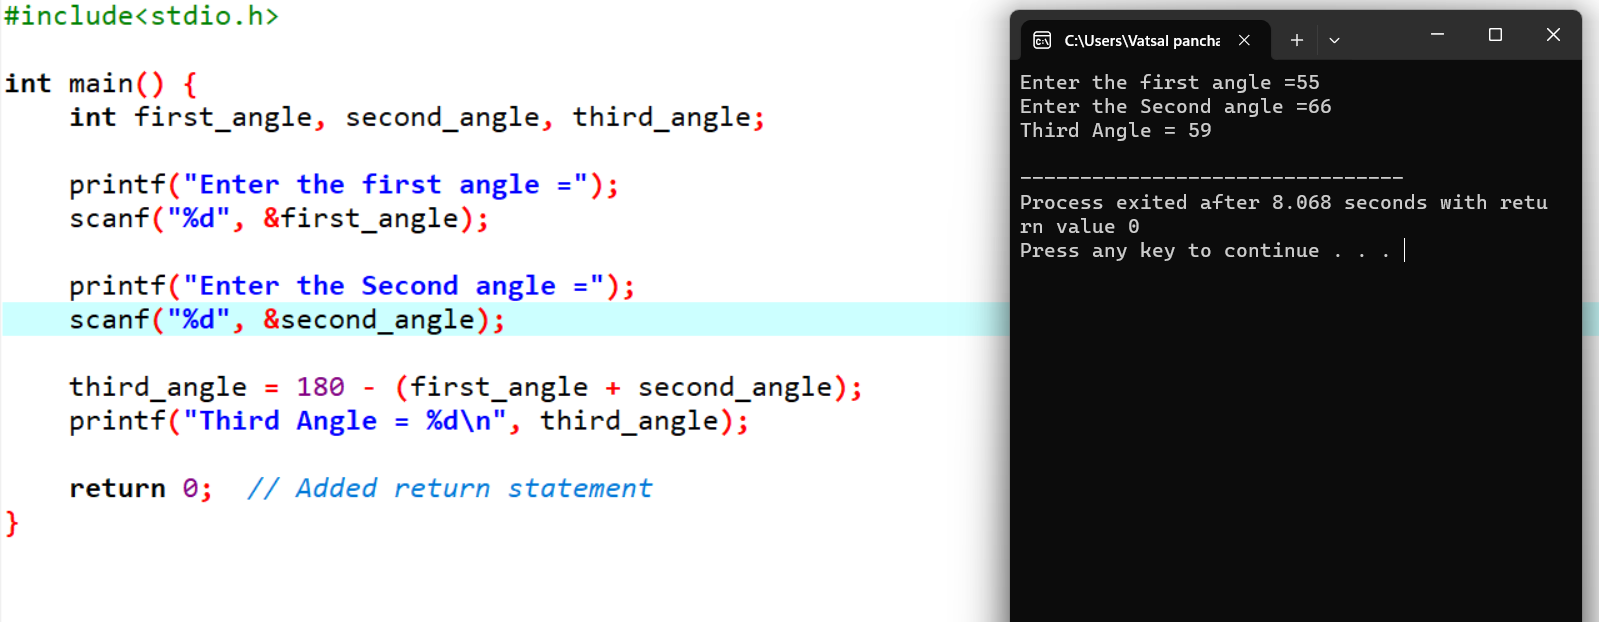 #include<stdio.h>
int main() {
    int first_angle, second_angle, third_angle;
    printf("Enter the first angle =");
    scanf("%d", &first_angle);
    printf("Enter the Second angle =");
    scanf("%d", &second_angle);
    third_angle = 180 - (first_angle + second_angle);
    printf("Third Angle = %d\n", third_angle);
    return 0;  // Added return statement
}
C:\Users\Vatsal pancha
Enter the first angle =55
Enter the Second angle =66
Third Angle = 59
--------------------------------
Process exited after 8.068 seconds with retu
rn value 0
Press any key to continue . . .